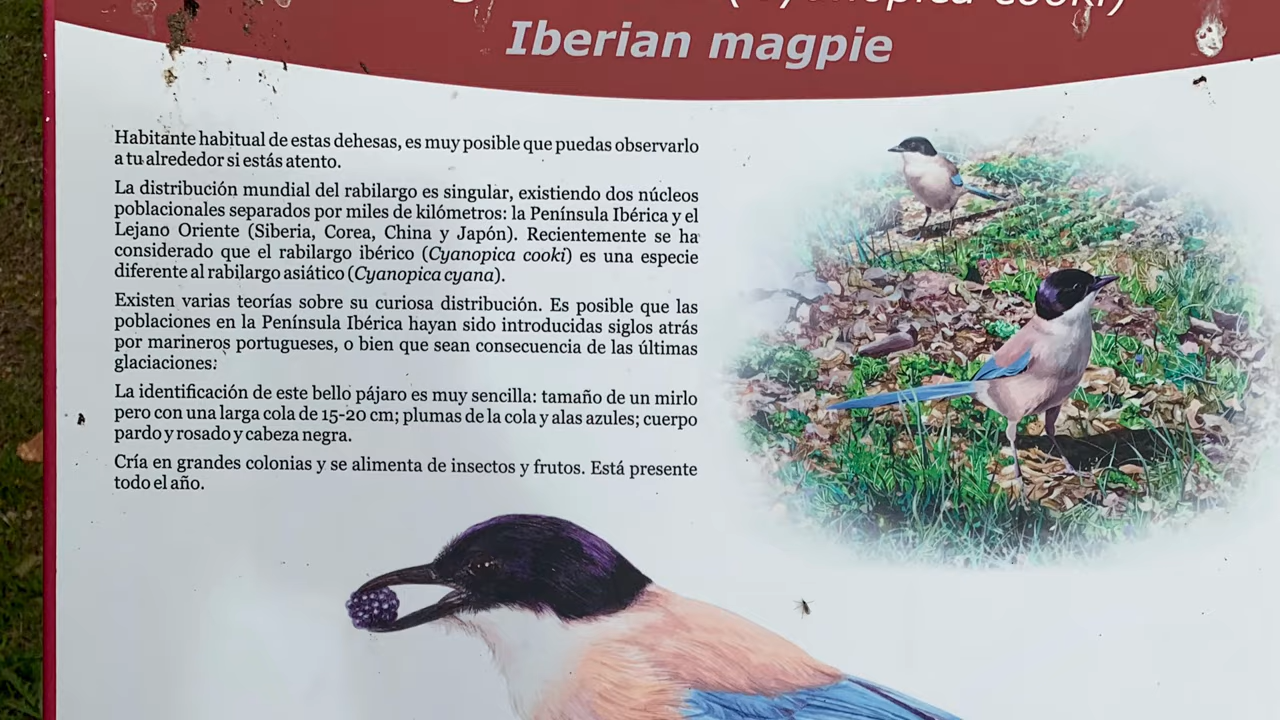 (Cyanopica cooki)
Iberian magpie
Habitante habitual de estas dehesas, es muy posible que puedas observarlo
a tu alrededor si estás atento.
La distribución mundial del rabilargo es singular, existiendo dos núcleos
poblacionales separados por miles de kilómetros: la Península Ibérica y el
Lejano Oriente (Siberia, Corea, China y Japón). Recientemente se ha
considerado que el rabilargo ibérico (Cyanopica cooki) es una especie
diferente al rabilargo asiático (Cyanopica cyana).
Existen varias teorías sobre su curiosa distribución. Es posible que las
poblaciones en la Península Ibérica hayan sido introducidas siglos atrás
por marineros portugueses, o bien que sean consecuencia de las últimas
glaciaciones.
La identificación de este bello pájaro es muy sencilla: tamaño de un mirlo
pero con una larga cola de 15-20 cm; plumas de la cola y alas azules; cuerpo
pardo y rosado y cabeza negra.
Cría en grandes colonias y se alimenta de insectos y frutos. Está presente
todo el año.